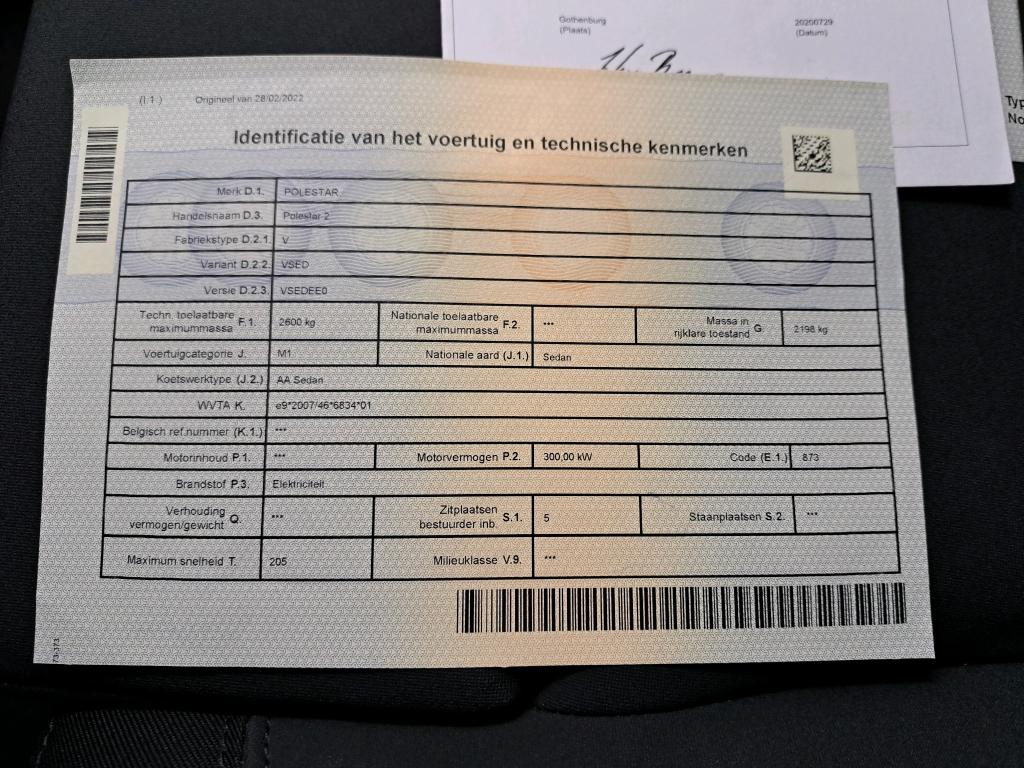 Gothenburg
(Plaats)
20200729
(Datum)
Typ
No
(I.1.) Origineel van 28/02/2022
Identificatie van het voertuig en technische kenmerken
Merk D.1. POLESTAR
Handelsnaam D.3. Polestar 2
Fabriekstype D.2.1. V
Variant D.2.2. VSED
Versie D.2.3. VSEDEE0
Techn. toelaatbare maximummassa F.1. 2600 kg Nationale toelaatbare maximummassa F.2. *** Massa in rijklare toestand G 2198 kg
Voertuigcategorie J. M1 Nationale aard (J.1.) Sedan
Koetswerktype (J.2.) AA Sedan
WVTA K. e9*2007/46*6834*01
Belgisch ref.nummer (K.1.) ***
Motorinhoud P.1. *** Motorvermogen P.2. 300,00 kW Code (E.1.) 873
Brandstof P.3. Elektriciteit
Verhouding vermogen/gewicht Q. *** Zitplaatsen bestuurder inb. S.1. 5 Staanplaatsen S.2. ***
Maximum snelheid T. 205 Milieuklasse V.9. ***